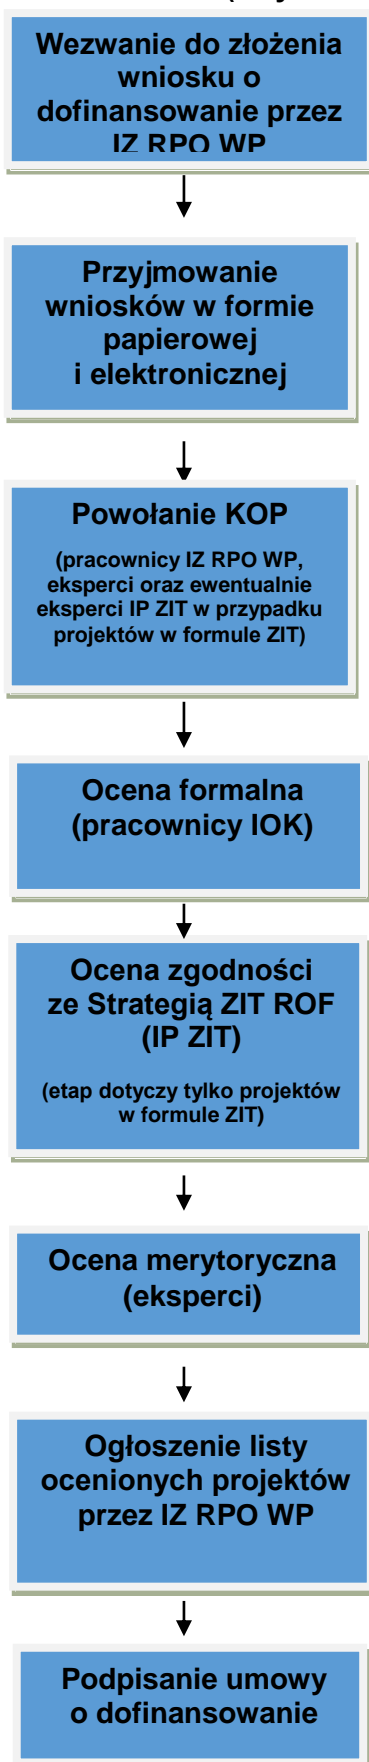 Wezwanie do złożenia
wniosku o
dofinansowanie przez
IZ RPO WP
Przyjmowanie
wniosków w formie
papierowej
i elektronicznej
Powołanie KOP
(pracownicy IZ RPO WP,
eksperci oraz ewentualnie
eksperci IP ZIT w przypadku
projektów w formule ZIT)
Ocena formalna
(pracownicy IOK)
Ocena zgodności
ze Strategią ZIT ROF
(IP ZIT)
(etap dotyczy tylko projektów
w formule ZIT)
Ocena merytoryczna
(eksperci)
Ogłoszenie listy
ocenionych projektów
przez IZ RPO WP
Podpisanie umowy
o dofinansowanie